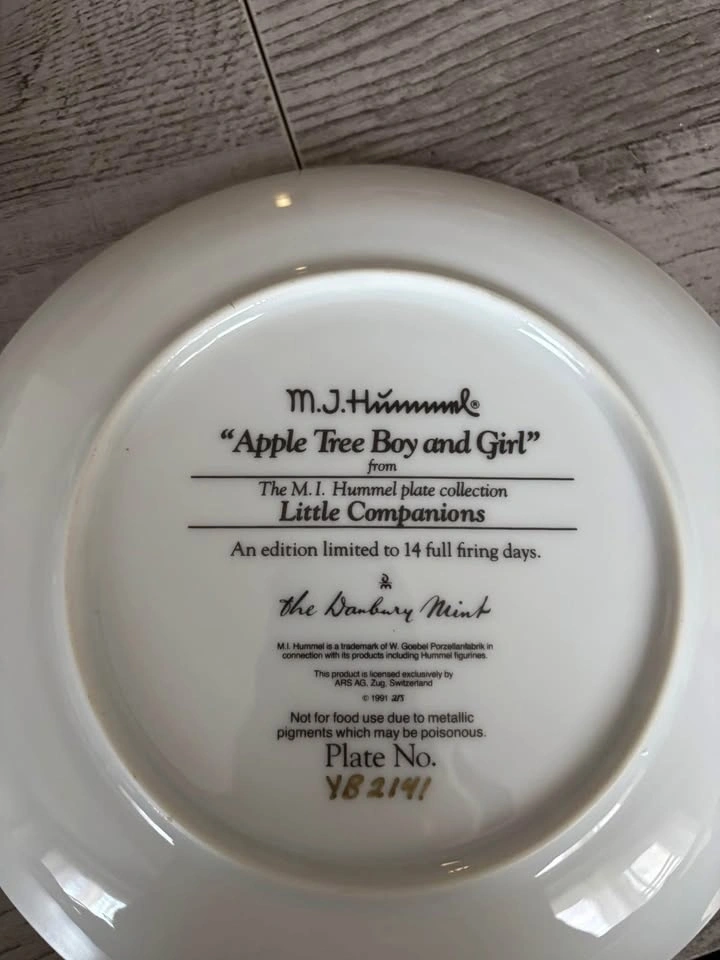 M.J.Hummel®
“Apple Tree Boy and Girl”
from
The M.I. Hummel plate collection
Little Companions
An edition limited to 14 full firing days.
DM
the Danbury Mint
M.I. Hummel is a trademark of W. Goebel Porzellanfabrik in
connection with its products including Hummel figurines.
This product is licensed exclusively by
ARS AG, Zug, Switzerland
© 1991 ars
Not for food use due to metallic
pigments which may be poisonous.
Plate No.
YB2141